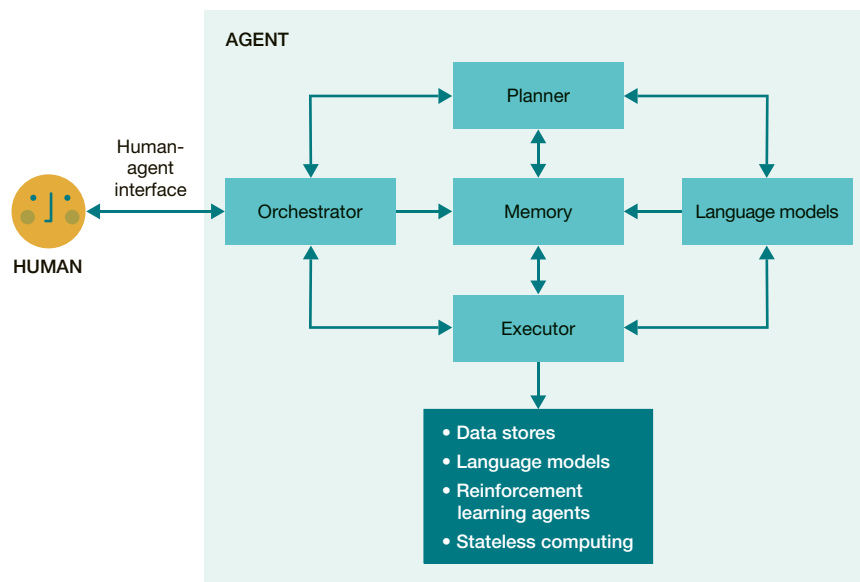 AGENT
Planner
Human-
agent
interface
Orchestrator
Memory
Language models
HUMAN
Executor
• Data stores
• Language models
• Reinforcement
learning agents
• Stateless computing